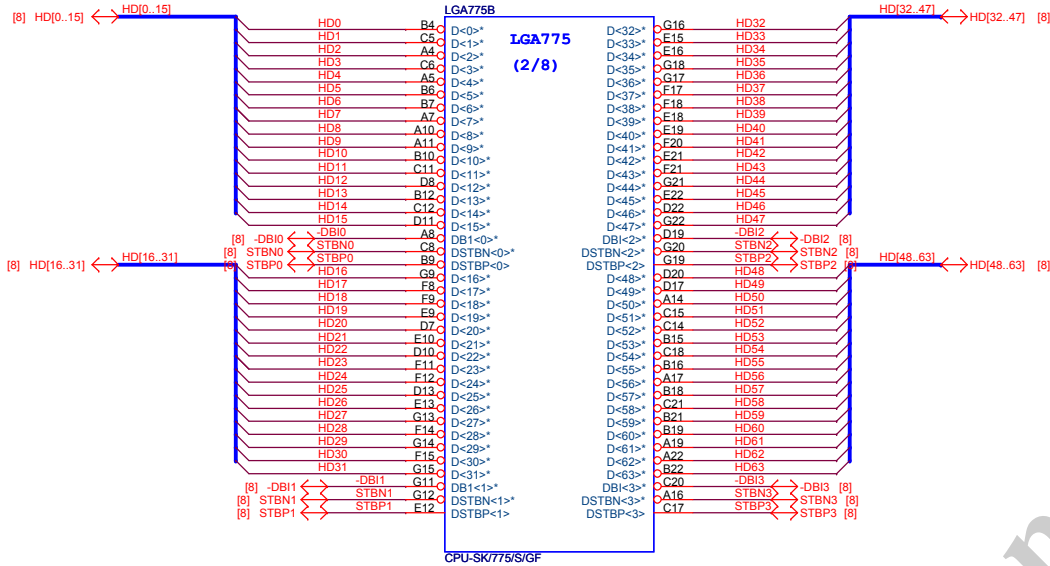 LGA775B
[8] HD[0..15] HD[0..15] HD[32..47] HD[32..47] [8]
LGA775
(2/8)
HD0 B4 D<0>* D<32>* G16 HD32
HD1 C5 D<1>* D<33>* E15 HD33
HD2 A4 D<2>* D<34>* E16 HD34
HD3 C6 D<3>* D<35>* G18 HD35
HD4 A5 D<4>* D<36>* G17 HD36
HD5 B6 D<5>* D<37>* F17 HD37
HD6 B7 D<6>* D<38>* F18 HD38
HD7 A7 D<7>* D<39>* E18 HD39
HD8 A10 D<8>* D<40>* E19 HD40
HD9 A11 D<9>* D<41>* F20 HD41
HD10 B10 D<10>* D<42>* E21 HD42
HD11 C11 D<11>* D<43>* F21 HD43
HD12 D8 D<12>* D<44>* G21 HD44
HD13 B12 D<13>* D<45>* E22 HD45
HD14 C12 D<14>* D<46>* D22 HD46
HD15 D11 D<15>* D<47>* G22 HD47
[8] -DBI0 -DBI0 A8 DB1<0>* DBI<2>* D19 -DBI2 -DBI2 [8]
[8] STBN0 STBN0 C8 DSTBN<0>* DSTBN<2>* G20 STBN2 STBN2 [8]
[8] STBP0 STBP0 B9 DSTBP<0> DSTBP<2> G19 STBP2 STBP2 [8]
[8] HD[16..31] HD[16..31] HD[48..63] HD[48..63] [8]
HD16 G9 D<16>* D<48>* D20 HD48
HD17 F8 D<17>* D<49>* D17 HD49
HD18 F9 D<18>* D<50>* A14 HD50
HD19 E9 D<19>* D<51>* C15 HD51
HD20 D7 D<20>* D<52>* C14 HD52
HD21 E10 D<21>* D<53>* B15 HD53
HD22 D10 D<22>* D<54>* C18 HD54
HD23 F11 D<23>* D<55>* B16 HD55
HD24 F12 D<24>* D<56>* A17 HD56
HD25 D13 D<25>* D<57>* B18 HD57
HD26 E13 D<26>* D<58>* C21 HD58
HD27 G13 D<27>* D<59>* B21 HD59
HD28 F14 D<28>* D<60>* B19 HD60
HD29 G14 D<29>* D<61>* A19 HD61
HD30 F15 D<30>* D<62>* A22 HD62
HD31 G15 D<31>* D<63>* B22 HD63
[8] -DBI1 -DBI1 G11 DB1<1>* DBI<3>* C20 -DBI3 -DBI3 [8]
[8] STBN1 STBN1 G12 DSTBN<1>* DSTBN<3>* A16 STBN3 STBN3 [8]
[8] STBP1 STBP1 E12 DSTBP<1> DSTBP<3> C17 STBP3 STBP3 [8]
CPU-SK/775/S/GF